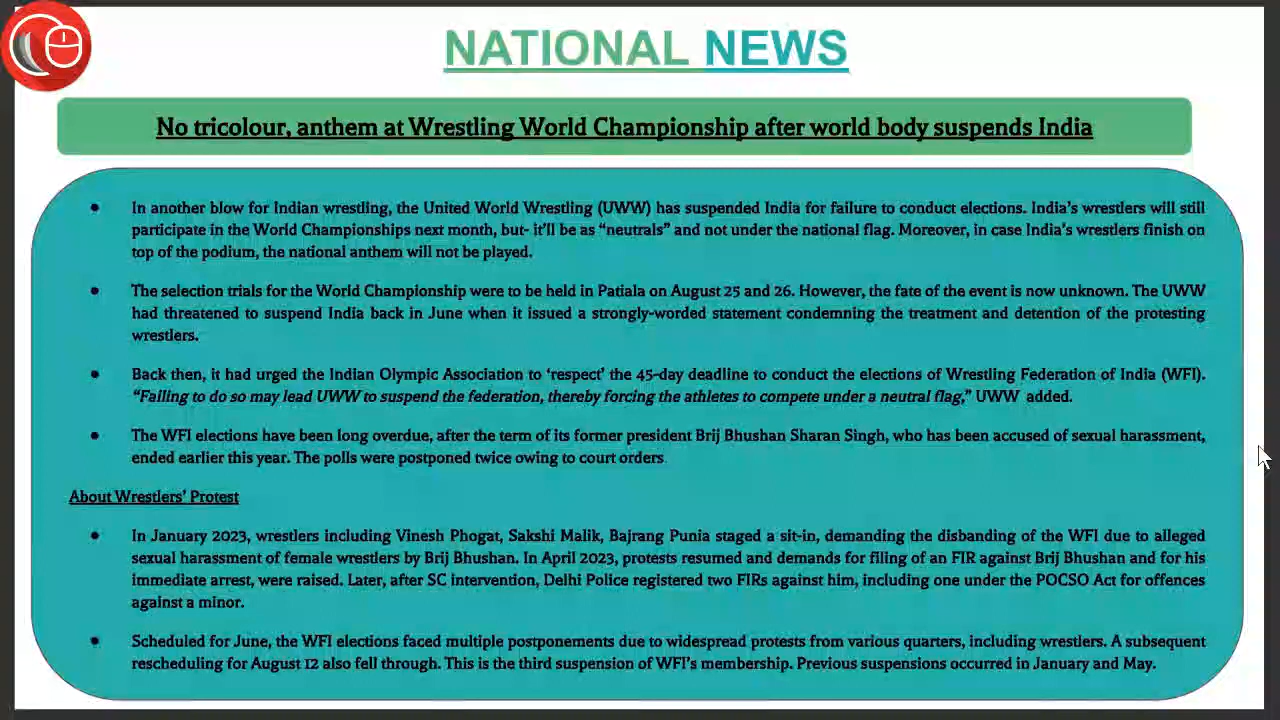 NATIONAL NEWS
No tricolour, anthem at Wrestling World Championship after world body suspends India
● In another blow for Indian wrestling, the United World Wrestling (UWW) has suspended India for failure to conduct elections. India's wrestlers will still
participate in the World Championships next month, but- it'll be as “neutrals” and not under the national flag. Moreover, in case India's wrestlers finish on
top of the podium, the national anthem will not be played.
● The selection trials for the World Championship were to be held in Patiala on August 25 and 26. However, the fate of the event is now unknown. The UWW
had threatened to suspend India back in June when it issued a strongly-worded statement condemning the treatment and detention of the protesting
wrestlers.
● Back then, it had urged the Indian Olympic Association to ‘respect’ the 45-day deadline to conduct the elections of Wrestling Federation of India (WFI).
“Failing to do so may lead UWW to suspend the federation, thereby forcing the athletes to compete under a neutral flag,” UWW added.
● The WFI elections have been long overdue, after the term of its former president Brij Bhushan Sharan Singh, who has been accused of sexual harassment,
ended earlier this year. The polls were postponed twice owing to court orders
About Wrestlers’ Protest
● In January 2023, wrestlers including Vinesh Phogat, Sakshi Malik, Bajrang Punia staged a sit-in, demanding the disbanding of the WFI due to alleged
sexual harassment of female wrestlers by Brij Bhushan. In April 2023, protests resumed and demands for filing of an FIR against Brij Bhushan and for his
immediate arrest, were raised. Later, after SC intervention, Delhi Police registered two FIRs against him, including one under the POCSO Act for offences
against a minor.
● Scheduled for June, the WFI elections faced multiple postponements due to widespread protests from various quarters, including wrestlers. A subsequent
rescheduling for August 12 also fell through. This is the third suspension of WFI's membership. Previous suspensions occurred in January and May.